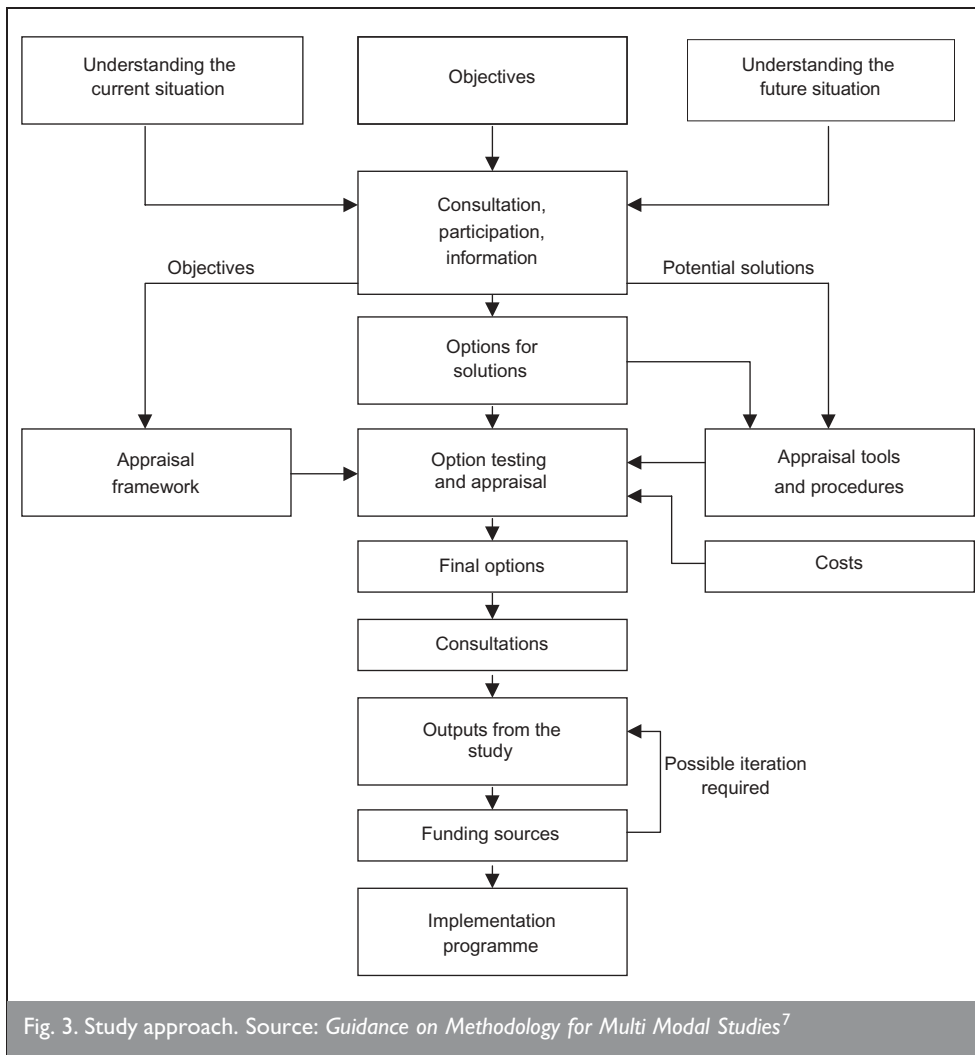 Understanding the
current situation
Objectives
Understanding the
future situation
Consultation,
participation,
information
Objectives
Potential solutions
Options for
solutions
Appraisal
framework
Option testing
and appraisal
Appraisal tools
and procedures
Final options
Costs
Consultations
Outputs from the
study
Possible iteration
required
Funding sources
Implementation
programme
Fig. 3. Study approach. Source: Guidance on Methodology for Multi Modal Studies7